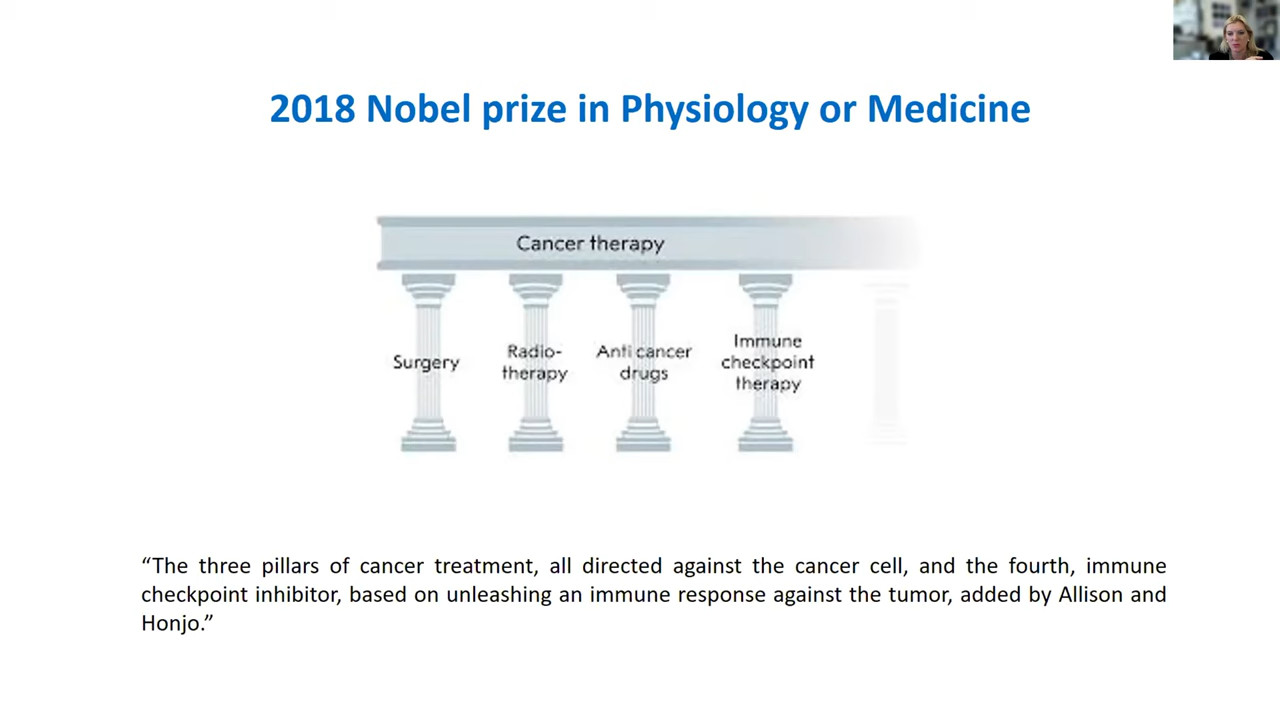 2018 Nobel prize in Physiology or Medicine
Cancer therapy
Surgery
Radio-
therapy
Anti cancer
drugs
Immune
checkpoint
therapy
“The three pillars of cancer treatment, all directed against the cancer cell, and the fourth, immune
checkpoint inhibitor, based on unleashing an immune response against the tumor, added by Allison and
Honjo.”